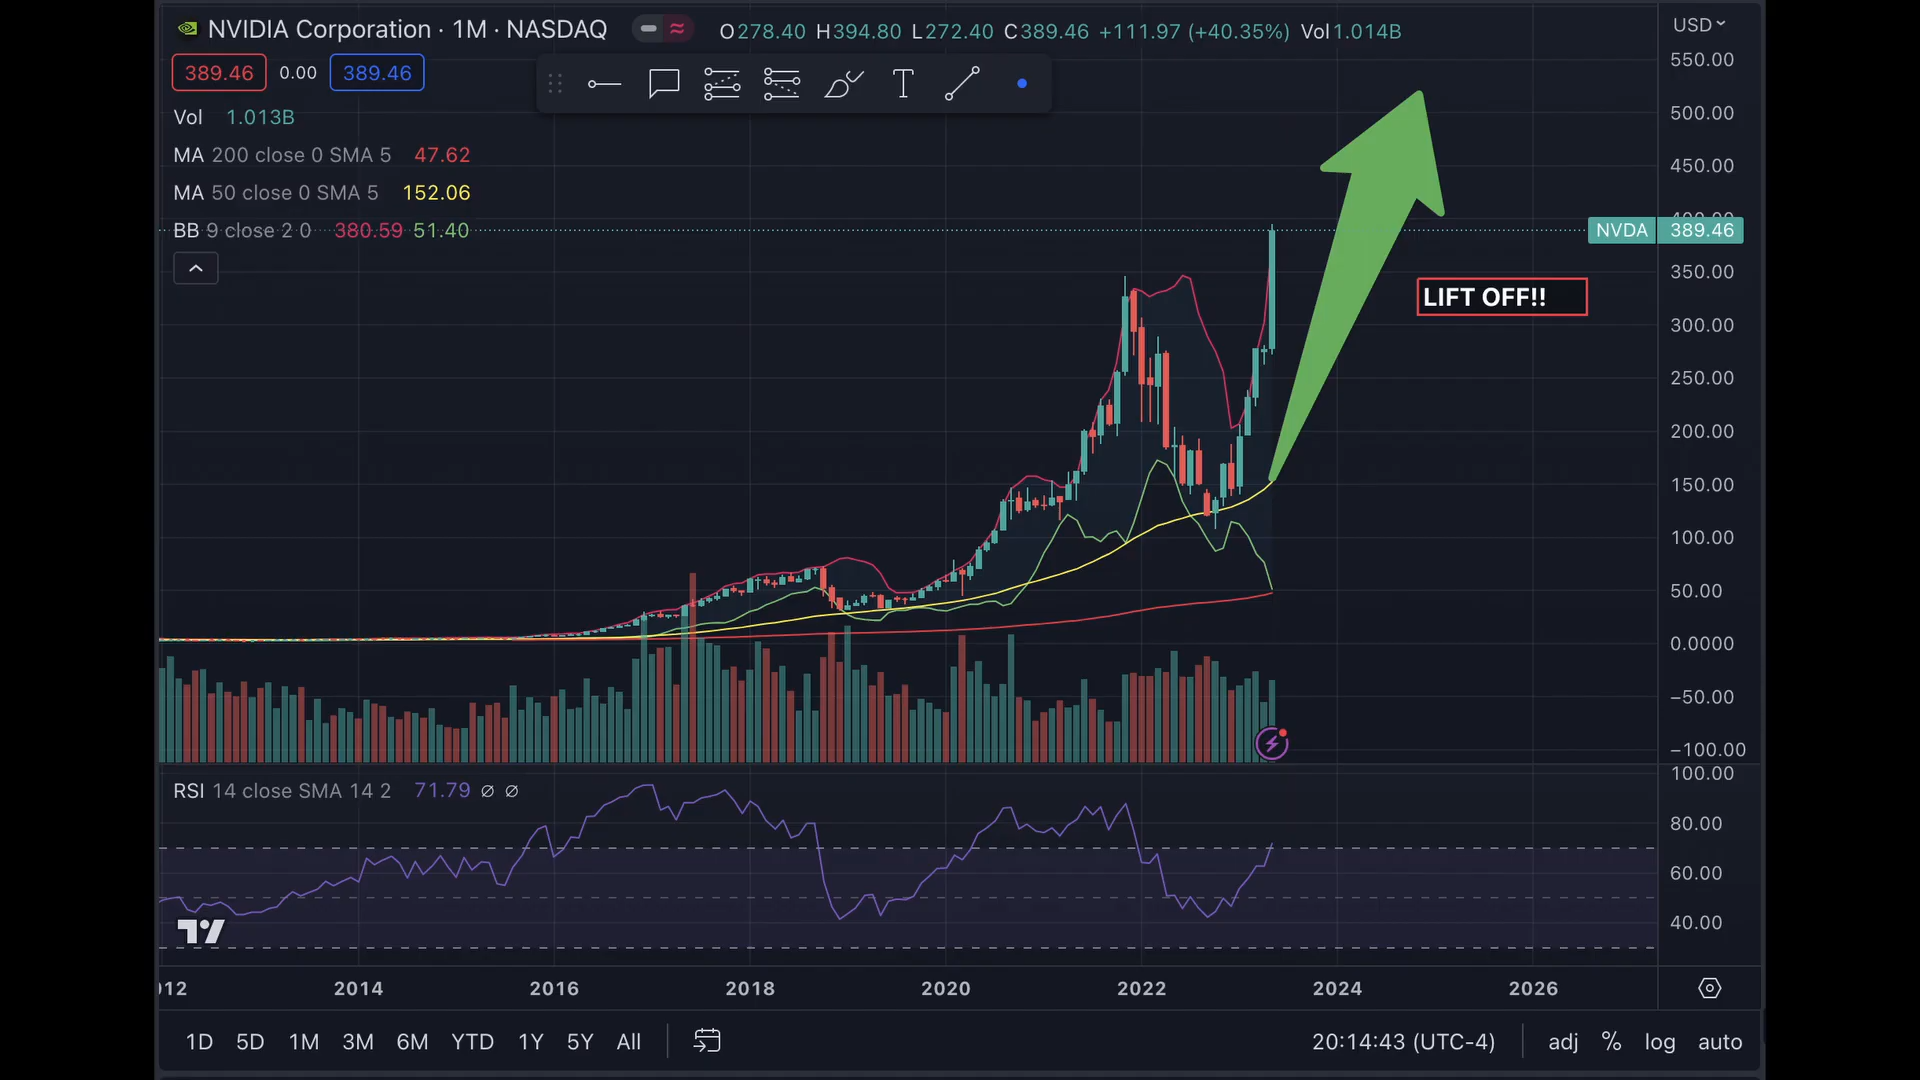 NVIDIA Corporation · 1M · NASDAQ O278.40 H394.80 L272.40 C389.46 +111.97 (+40.35%) Vol1.014B USD
389.46 0.00 389.46
Vol 1.013B
MA 200 close 0 SMA 5 47.62
MA 50 close 0 SMA 5 152.06
BB 9 close 2 0 380.59 51.40
550.00
500.00
450.00
400.00
NVDA 389.46
350.00
LIFT OFF!!
300.00
250.00
200.00
150.00
100.00
50.00
0.0000
−50.00
−100.00
RSI 14 close SMA 14 2 71.79 ∅ ∅
100.00
80.00
60.00
40.00
012 2014 2016 2018 2020 2022 2024 2026
1D 5D 1M 3M 6M YTD 1Y 5Y All 20:14:43 (UTC-4) adj % log auto